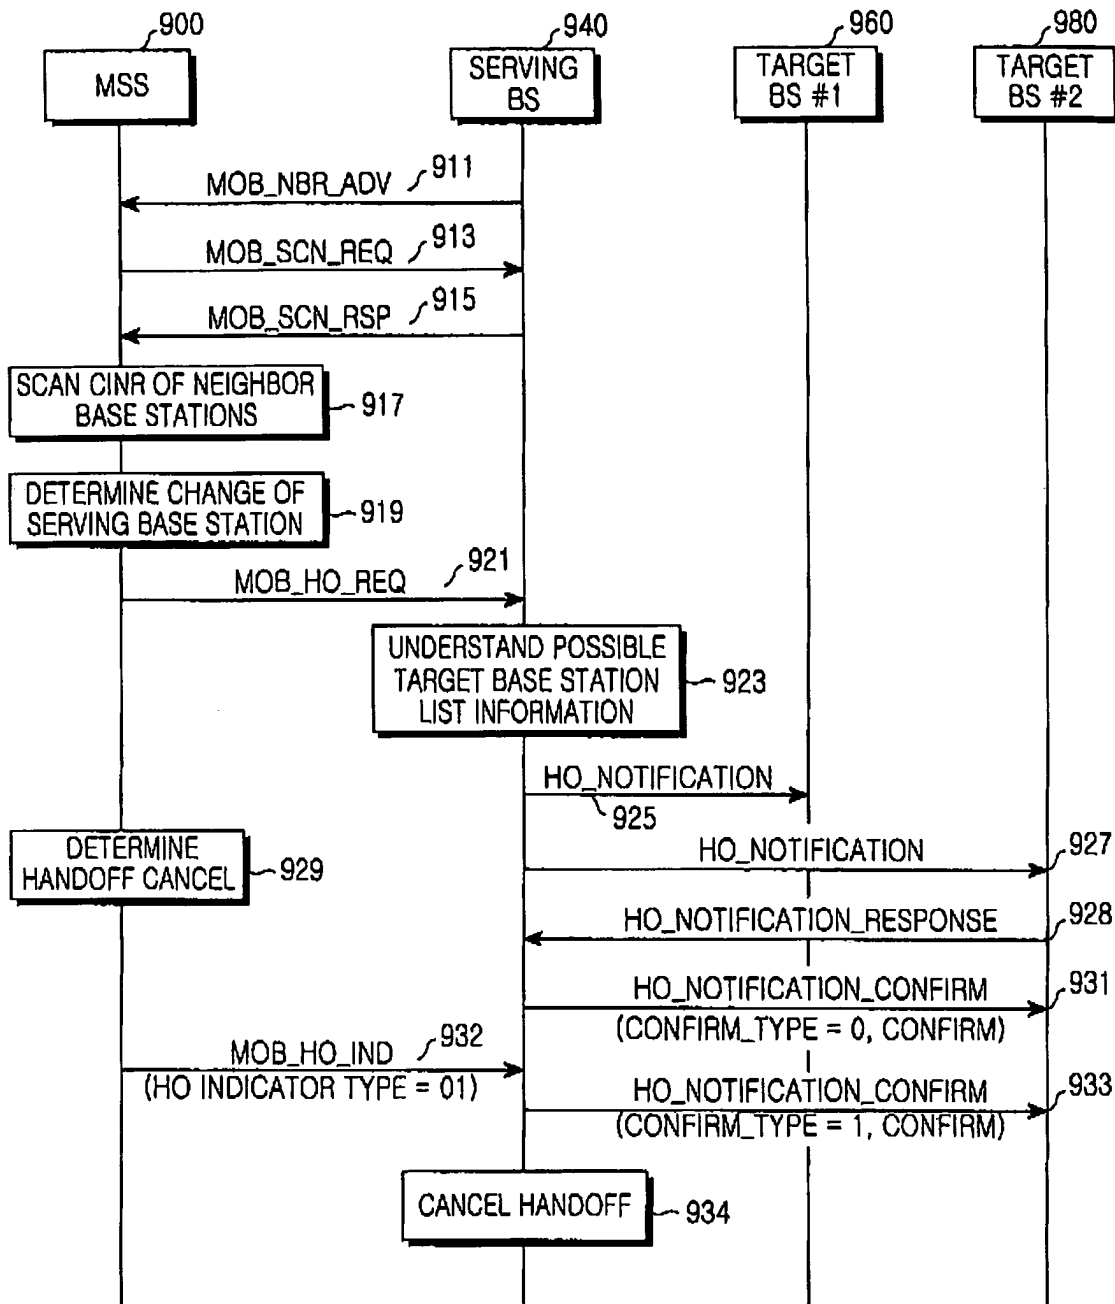 900
940
960
980
MSS
SERVING
BS
TARGET
BS #1
TARGET
BS #2
MOB_NBR_ADV
911
MOB_SCN_REQ
913
MOB_SCN_RSP
915
SCAN CINR OF NEIGHBOR
BASE STATIONS
917
DETERMINE CHANGE OF
SERVING BASE STATION
919
MOB_HO_REQ
921
UNDERSTAND POSSIBLE
TARGET BASE STATION
LIST INFORMATION
923
HO_NOTIFICATION
925
DETERMINE
HANDOFF CANCEL
929
HO_NOTIFICATION
927
HO_NOTIFICATION_RESPONSE
928
HO_NOTIFICATION_CONFIRM
(CONFIRM_TYPE = 0, CONFIRM)
931
MOB_HO_IND
(HO INDICATOR TYPE = 01)
932
HO_NOTIFICATION_CONFIRM
(CONFIRM_TYPE = 1, CONFIRM)
933
CANCEL HANDOFF
934